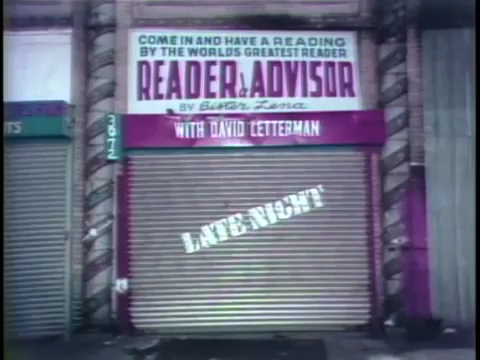 COME IN AND HAVE A READING
BY THE WORLDS GREATEST READER
READER & ADVISOR
BY Sister Lena
WITH DAVID LETTERMAN
3872
LATE NIGHT